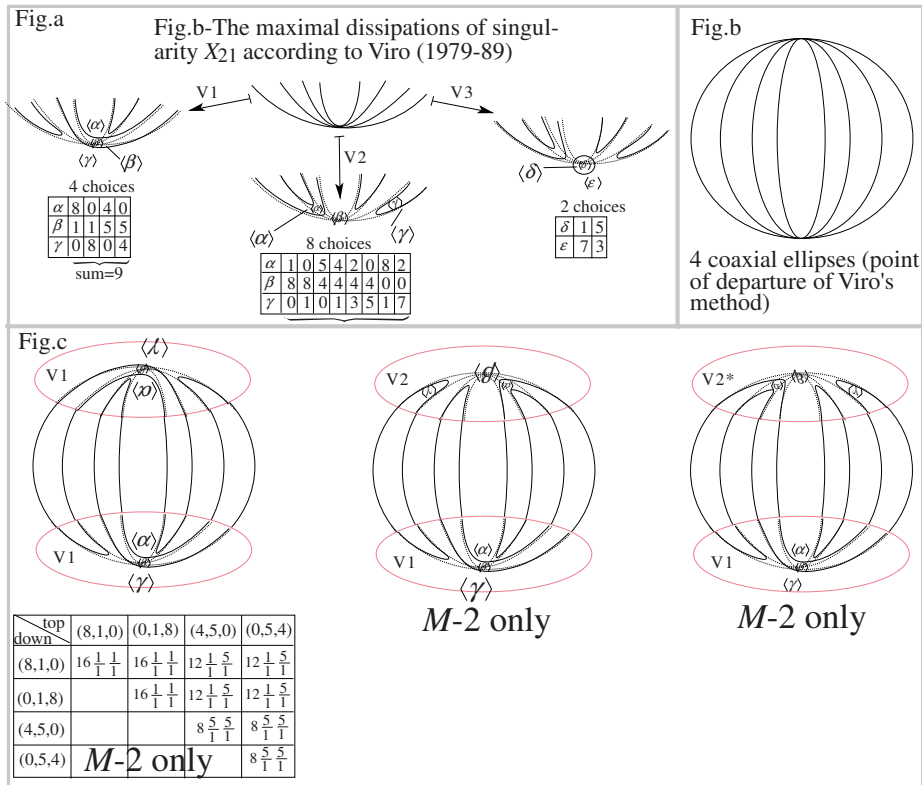 Fig.a
Fig.b-The maximal dissipations of singul-
arity X21 according to Viro (1979-89)
V1
V3
V2
⟨α⟩
⟨β⟩
⟨γ⟩
⟨β⟩
4 choices
α 8 0 4 0
β 1 1 5 5
γ 0 8 0 4
sum=9
⟨α⟩
⟨β⟩
⟨γ⟩
⟨α⟩
⟨γ⟩
8 choices
α 1 0 5 4 2 0 8 2
β 8 8 4 4 4 4 0 0
γ 0 1 0 1 3 5 1 7
⟨δ⟩
⟨ε⟩
2 choices
δ 1 5
ε 7 3
Fig.b
4 coaxial ellipses (point
of departure of Viro's
method)
Fig.c
V1
⟨γ⟩
⟨α⟩
V1
⟨α⟩
⟨β⟩
⟨γ⟩
V2
⟨β⟩
⟨γ⟩
⟨α⟩
V1
⟨α⟩
⟨β⟩
⟨γ⟩
M-2 only
V2*
⟨α⟩
⟨β⟩
⟨γ⟩
V1
⟨α⟩
⟨β⟩
⟨γ⟩
M-2 only
top
down
(8,1,0) (0,1,8) (4,5,0) (0,5,4)
(8,1,0) 16 1/1 1/1 16 1/1 1/1 12 1/1 5/1 12 1/1 5/1
(0,1,8) 16 1/1 1/1 12 1/1 5/1 12 1/1 5/1
(4,5,0) 8 5/1 5/1 8 5/1 5/1
(0,5,4) M-2 only 8 5/1 5/1